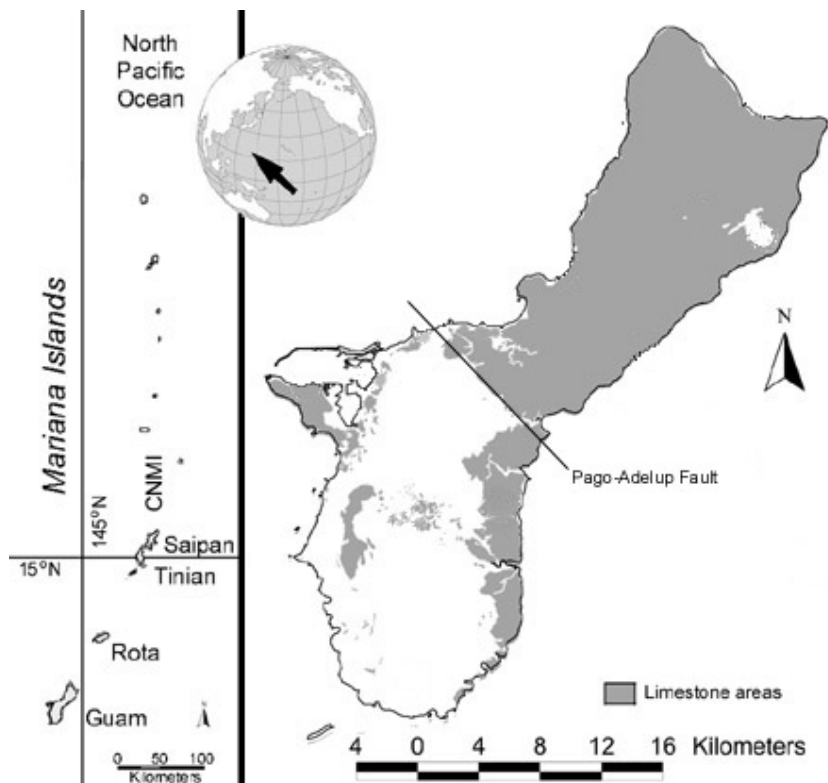 North
Pacific
Ocean
Mariana Islands
CNMI
145°N
15°N
Saipan
Tinian
Rota
Guam
N
0 50 100
Kilometers
N
Pago-Adelup Fault
Limestone areas
4 0 4 8 12 16 Kilometers